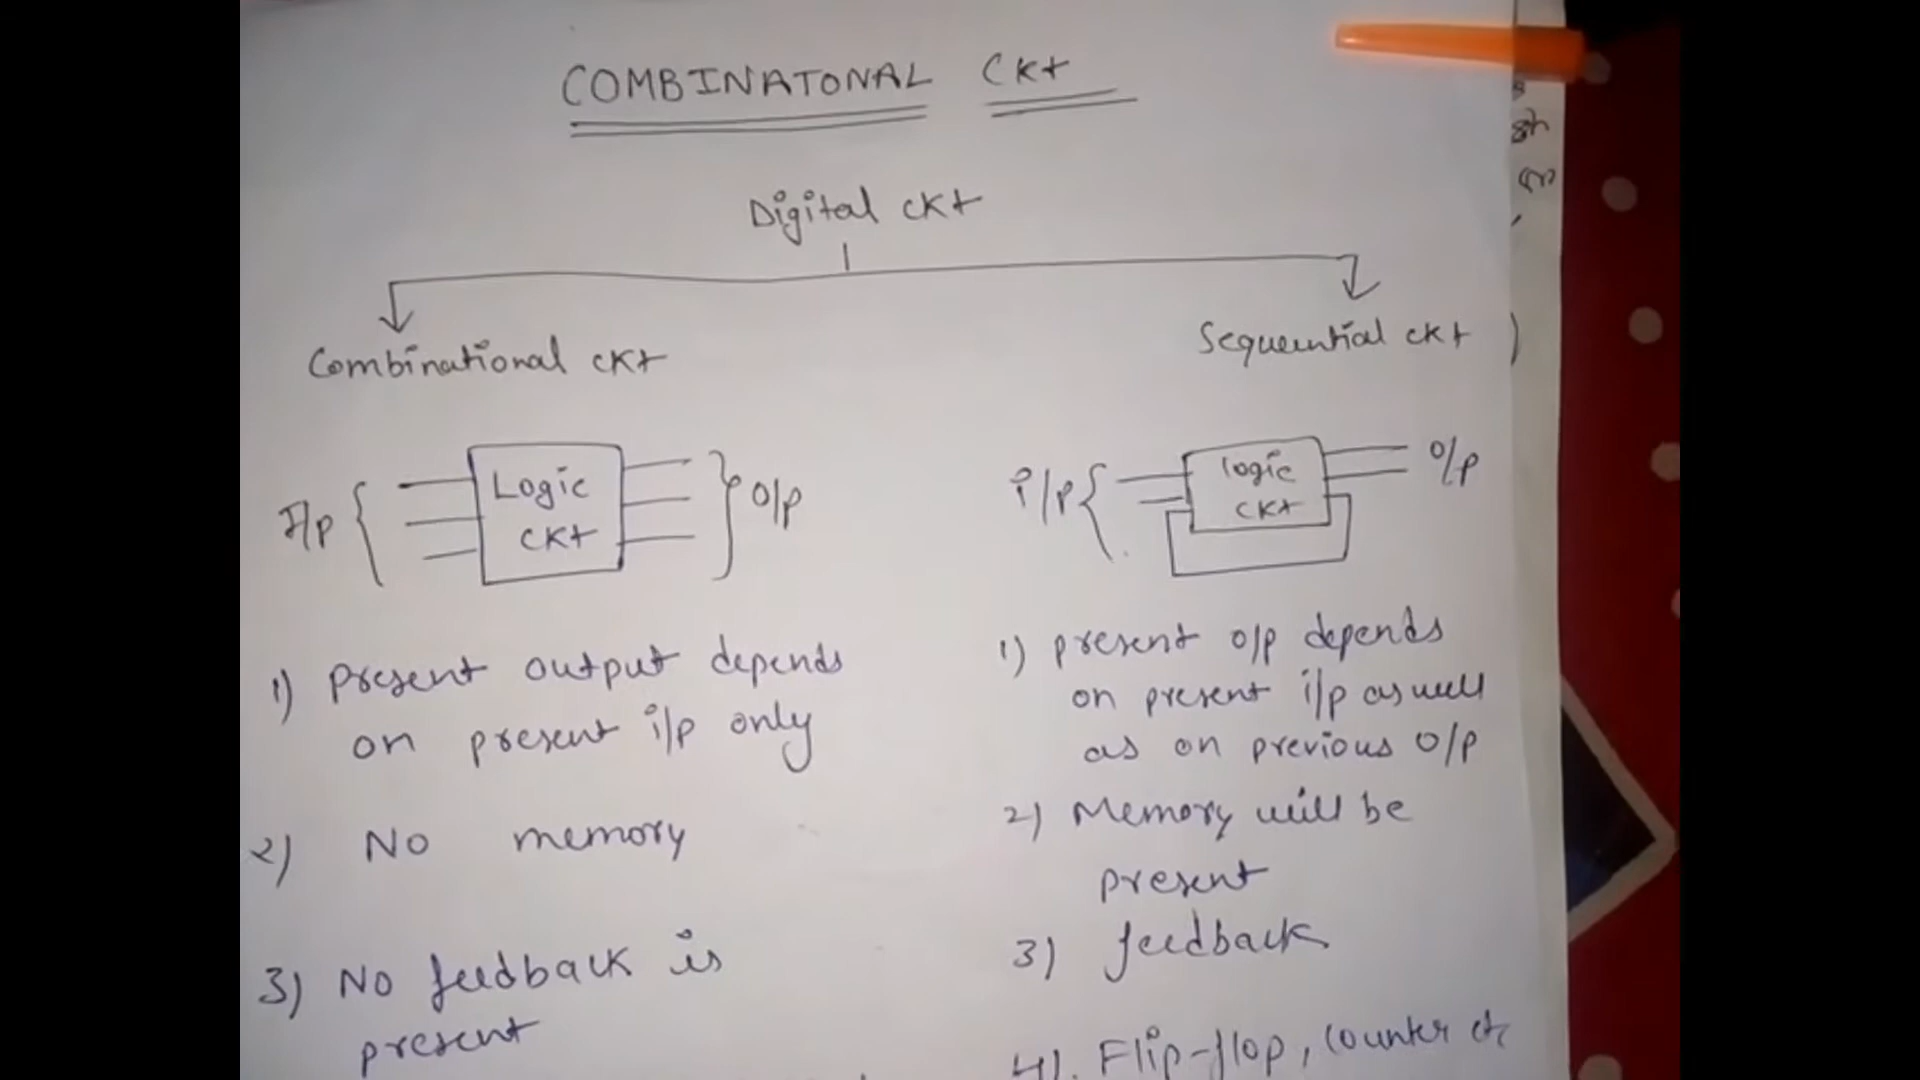 COMBINATONAL CKt
Digital CKt
Combinational CKt
Sequential CKt
I/p
Logic
CKt
O/p
i/p
logic
CKt
O/p
1) Present output depends
on present i/p only
2) No memory
3) No feedback is
present
1) present o/p depends
on present i/p as well
as on previous O/p
2) Memory will be
present
3) feedback
4). Flip-flop, counter etc